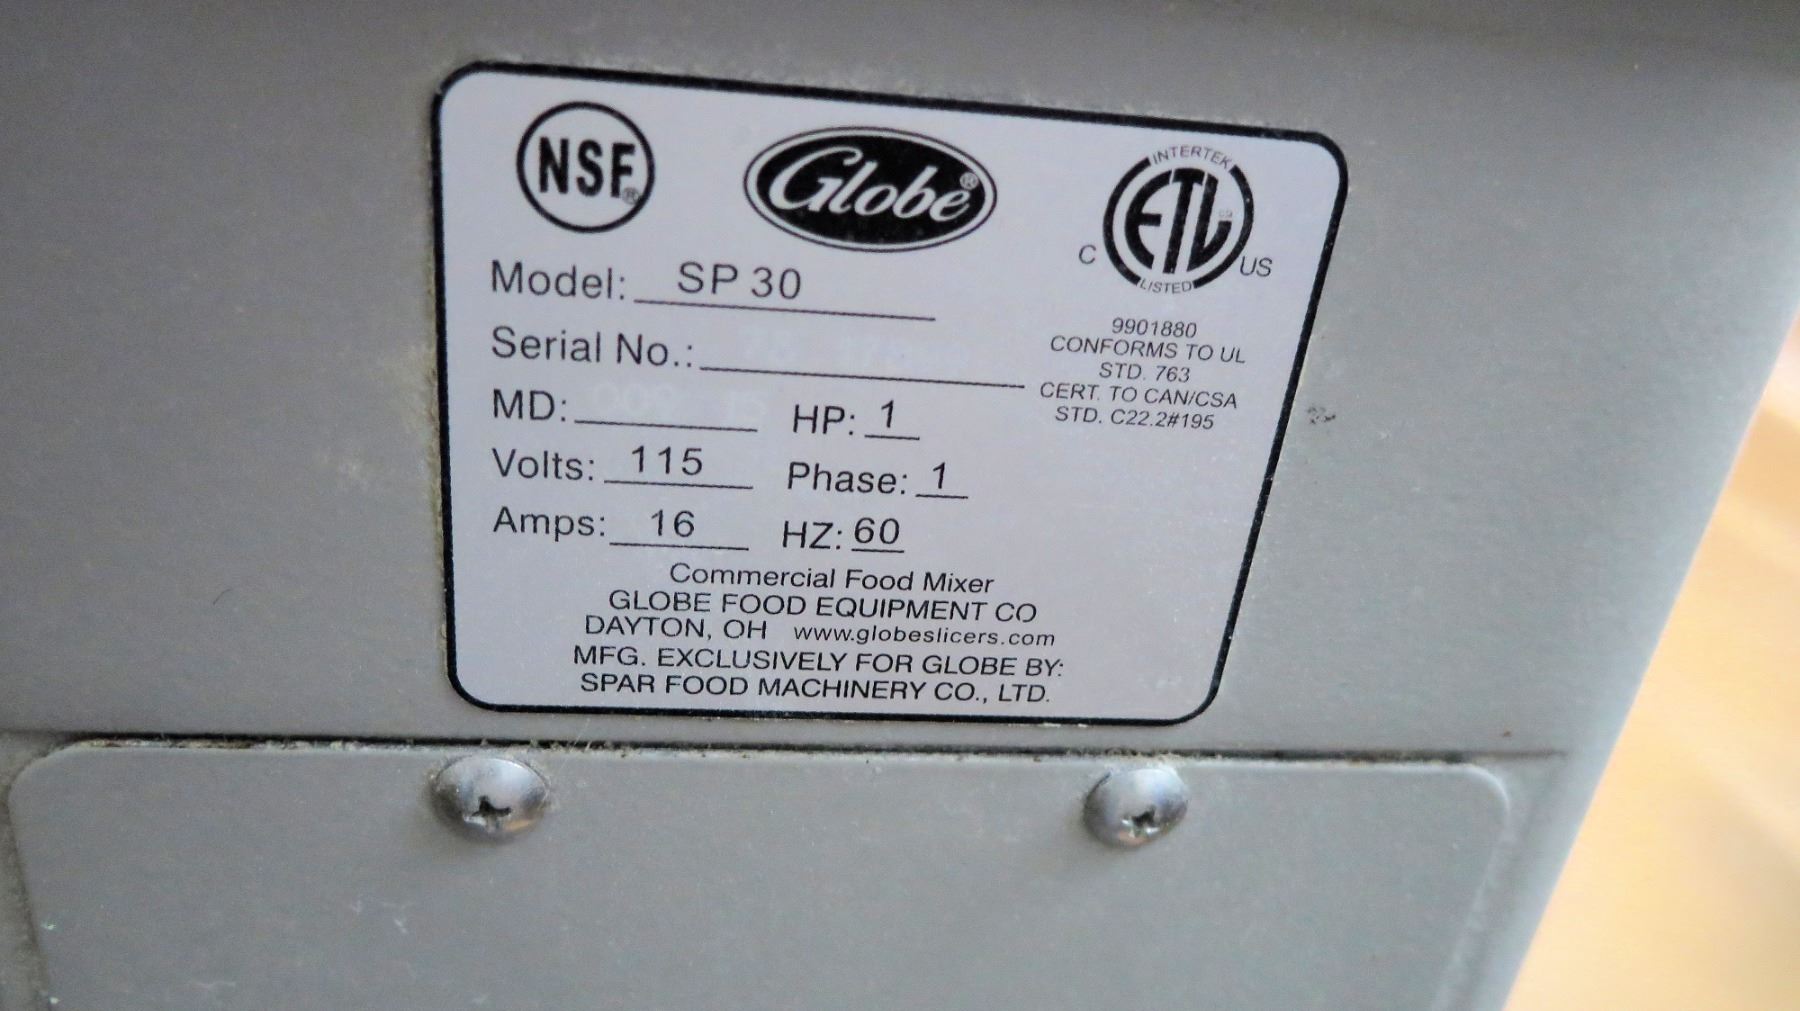 NSF®
Globe®
INTERTEK
ETL
C US
LISTED
Model: SP 30
Serial No.:
MD: HP: 1
Volts: 115 Phase: 1
Amps: 16 HZ: 60
9901880
CONFORMS TO UL
STD. 763
CERT. TO CAN/CSA
STD. C22.2#195
Commercial Food Mixer
GLOBE FOOD EQUIPMENT CO
DAYTON, OH www.globeslicers.com
MFG. EXCLUSIVELY FOR GLOBE BY:
SPAR FOOD MACHINERY CO., LTD.